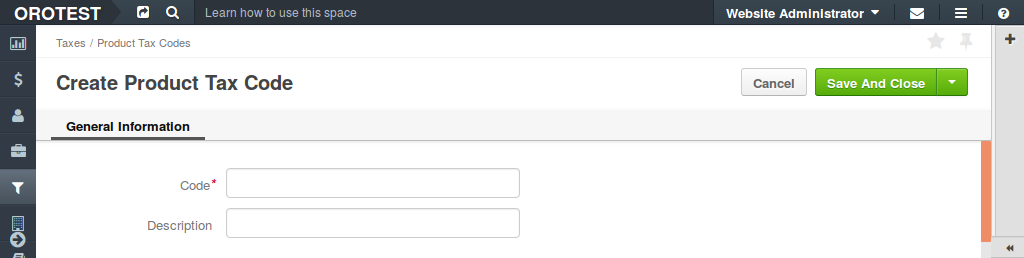 OROTEST Learn how to use this space Website Administrator
Taxes / Product Tax Codes
Create Product Tax Code Cancel Save And Close
General Information
Code*
Description